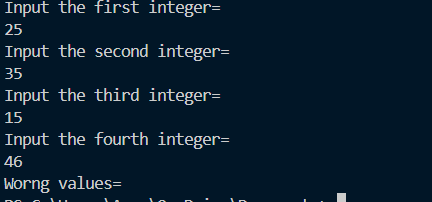 Input the first integer=
25
Input the second integer=
35
Input the third integer=
15
Input the fourth integer=
46
Worng values=